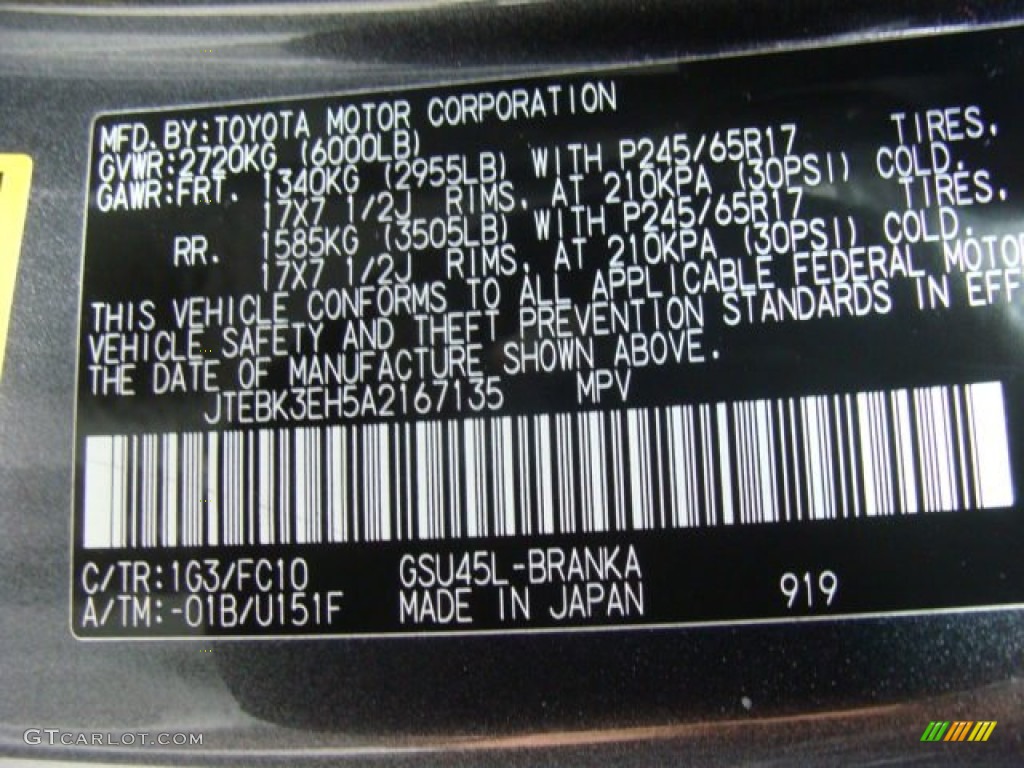 MFD. BY: TOYOTA MOTOR CORPORATION
GVWR: 2720KG (6000LB)
GAWR: FRT. 1340KG (2955LB) WITH P245/65R17 TIRES,
17X7 1/2J RIMS, AT 210KPA (30PSI) COLD.
RR. 1585KG (3505LB) WITH P245/65R17 TIRES,
17X7 1/2J RIMS, AT 210KPA (30PSI) COLD.
THIS VEHICLE CONFORMS TO ALL APPLICABLE FEDERAL MOTO
VEHICLE SAFETY AND THEFT PREVENTION STANDARDS IN EFF
THE DATE OF MANUFACTURE SHOWN ABOVE.
JTEBK3EH5A2167135 MPV
C/TR: 1G3/FC10 GSU45L-BRANKA
A/TM: -01B/U151F MADE IN JAPAN 919
GTCARLOT.COM